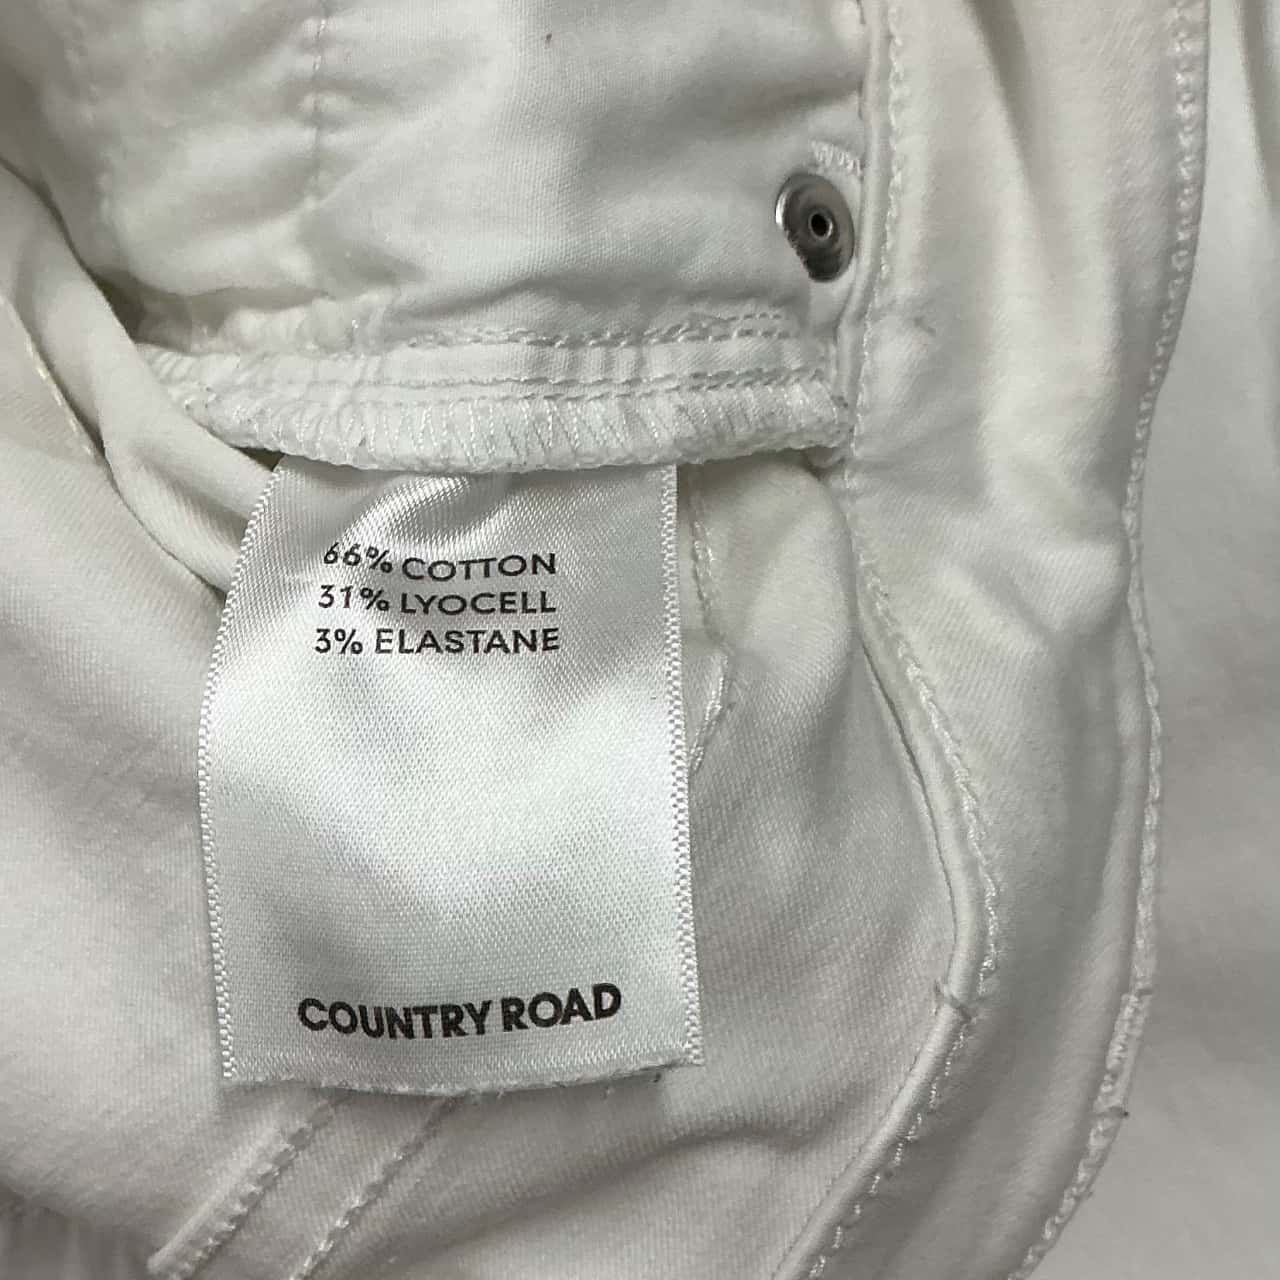 66% COTTON
31% LYOCELL
3% ELASTANE
COUNTRY ROAD